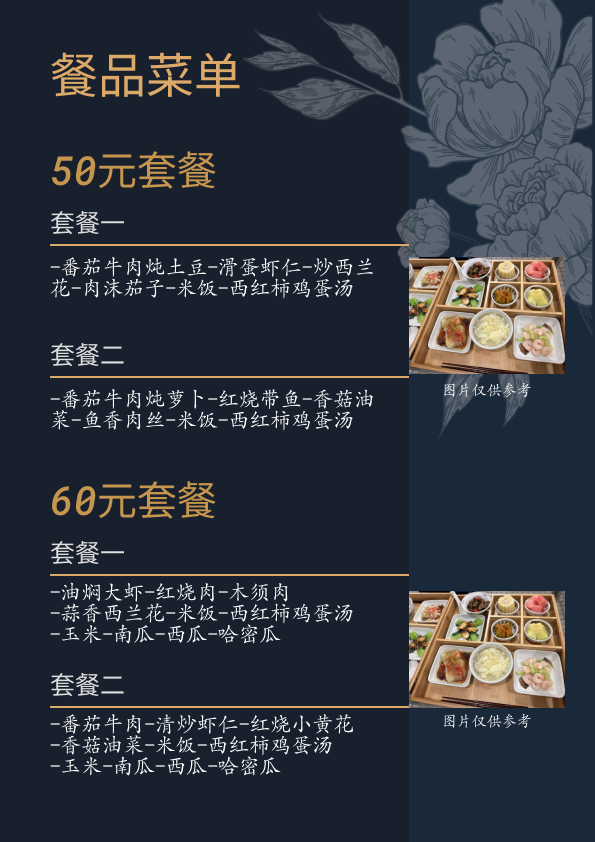 餐品菜单
50元套餐
套餐一
-番茄牛肉炖土豆-滑蛋虾仁-炒西兰
花-肉沫茄子-米饭-西红柿鸡蛋汤
图片仅供参考
套餐二
-番茄牛肉炖萝卜-红烧带鱼-香菇油
菜-鱼香肉丝-米饭-西红柿鸡蛋汤
60元套餐
套餐一
-油焖大虾-红烧肉-木须肉
-蒜香西兰花-米饭-西红柿鸡蛋汤
-玉米-南瓜-西瓜-哈密瓜
套餐二
-番茄牛肉-清炒虾仁-红烧小黄花
-香菇油菜-米饭-西红柿鸡蛋汤
-玉米-南瓜-西瓜-哈密瓜
图片仅供参考